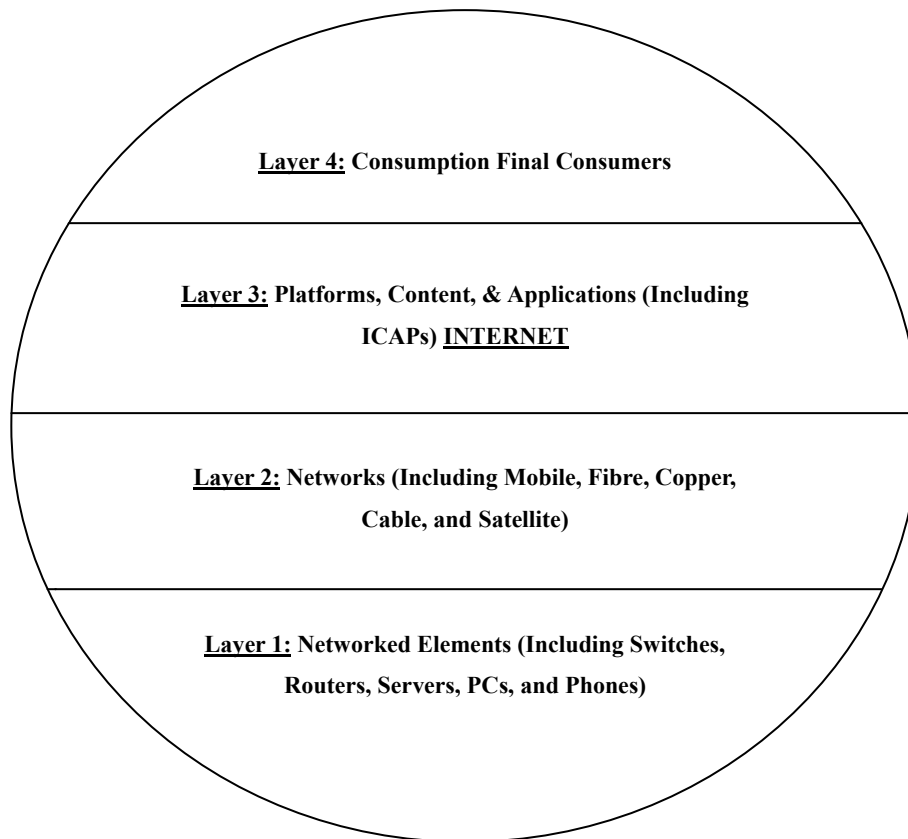 Layer 4: Consumption Final Consumers
Layer 3: Platforms, Content, & Applications (Including
ICAPs) INTERNET
Layer 2: Networks (Including Mobile, Fibre, Copper,
Cable, and Satellite)
Layer 1: Networked Elements (Including Switches,
Routers, Servers, PCs, and Phones)